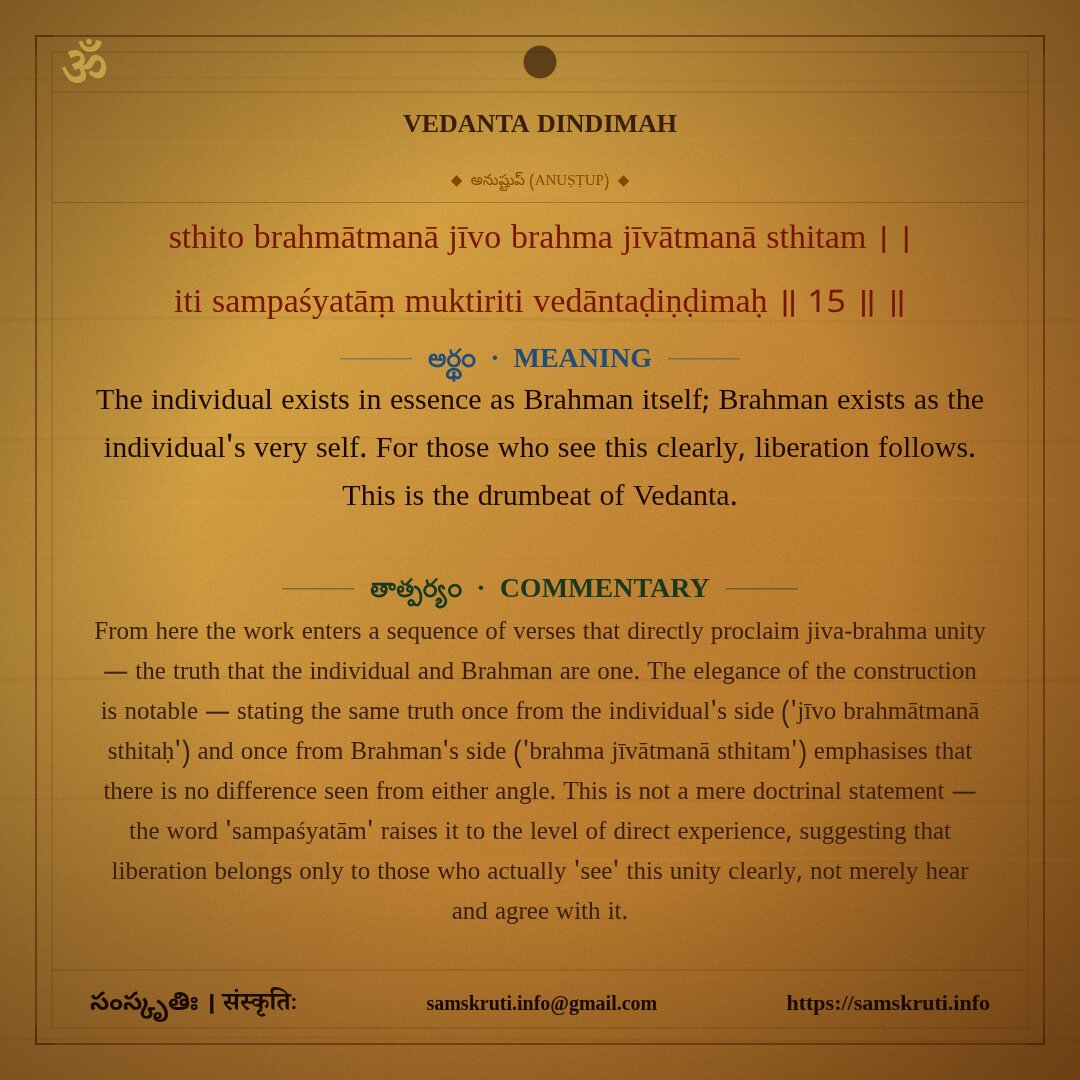 ॐ
VEDANTA DINDIMAH
◆ అనుష్టుప్ (ANUṢṬUP) ◆
sthito brahmātmanā jīvo brahma jīvātmanā sthitam | |
iti sampaśyatāṃ muktiriti vedāntaḍiṇḍimaḥ || 15 || ||
అర్థం · MEANING
The individual exists in essence as Brahman itself; Brahman exists as the
individual's very self. For those who see this clearly, liberation follows.
This is the drumbeat of Vedanta.
తాత్పర్యం · COMMENTARY
From here the work enters a sequence of verses that directly proclaim jiva-brahma unity
— the truth that the individual and Brahman are one. The elegance of the construction
is notable — stating the same truth once from the individual's side ('jīvo brahmātmanā
sthitaḥ') and once from Brahman's side ('brahma jīvātmanā sthitam') emphasises that
there is no difference seen from either angle. This is not a mere doctrinal statement —
the word 'sampaśyatām' raises it to the level of direct experience, suggesting that
liberation belongs only to those who actually 'see' this unity clearly, not merely hear
and agree with it.
సంస్కృతిః | संस्कृतिः samskruti.info@gmail.com https://samskruti.info